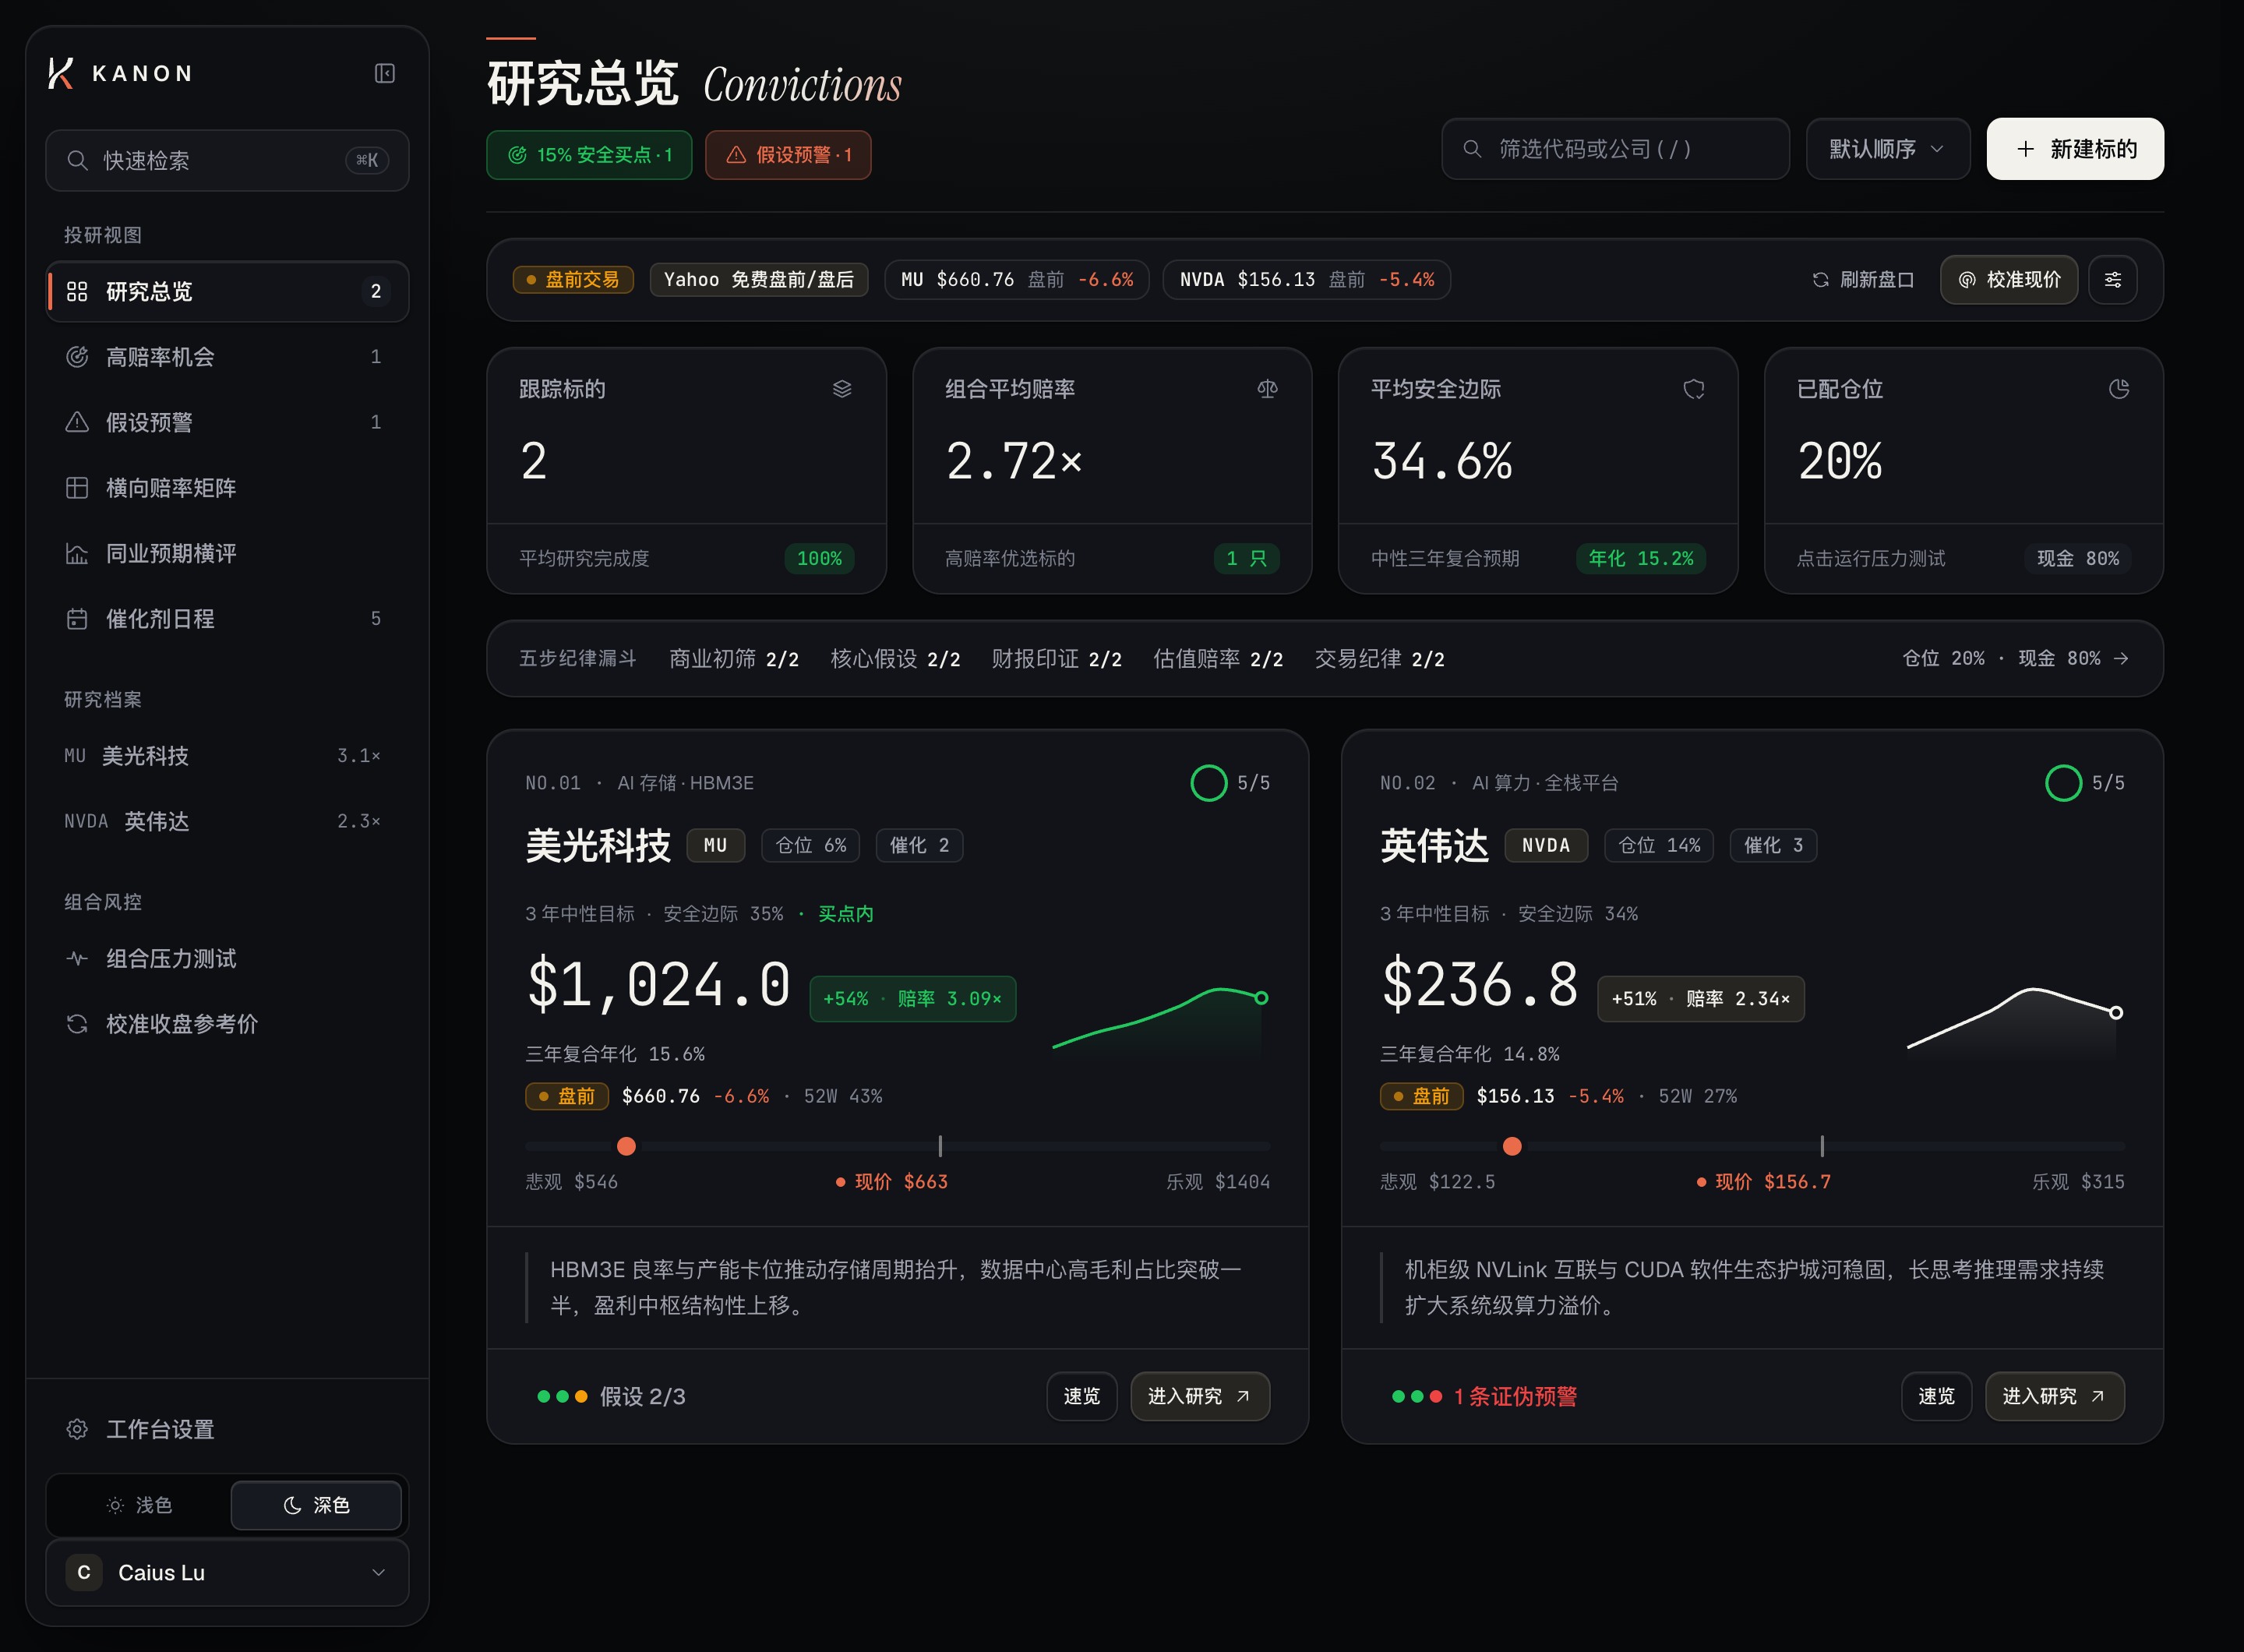 KANON
快速检索 ⌘K
投研视图
研究总览 2
高赔率机会 1
假设预警 1
横向赔率矩阵
同业预期横评
催化剂日程 5
研究档案
MU 美光科技 3.1×
NVDA 英伟达 2.3×
组合风控
组合压力测试
校准收盘参考价
工作台设置
浅色 深色
C Caius Lu
研究总览 Convictions
15% 安全买点 · 1 假设预警 · 1
筛选代码或公司 ( / ) 默认顺序 + 新建标的
盘前交易 Yahoo 免费盘前/盘后 MU $660.76 盘前 -6.6% NVDA $156.13 盘前 -5.4% 刷新盘口 校准现价
跟踪标的
2
平均研究完成度 100%
组合平均赔率
2.72×
高赔率优选标的 1 只
平均安全边际
34.6%
中性三年复合预期 年化 15.2%
已配仓位
20%
点击运行压力测试 现金 80%
五步纪律漏斗 商业初筛 2/2 核心假设 2/2 财报印证 2/2 估值赔率 2/2 交易纪律 2/2 仓位 20% · 现金 80% →
NO.01 · AI 存储 · HBM3E 5/5
美光科技 MU 仓位 6% 催化 2
3 年中性目标 · 安全边际 35% · 买点内
$1,024.0 +54% · 赔率 3.09×
三年复合年化 15.6%
盘前 $660.76 -6.6% · 52W 43%
悲观 $546 现价 $663 乐观 $1404
HBM3E 良率与产能卡位推动存储周期抬升，数据中心高毛利占比突破一
半，盈利中枢结构性上移。
假设 2/3 速览 进入研究 ↗
NO.02 · AI 算力 · 全栈平台 5/5
英伟达 NVDA 仓位 14% 催化 3
3 年中性目标 · 安全边际 34%
$236.8 +51% · 赔率 2.34×
三年复合年化 14.8%
盘前 $156.13 -5.4% · 52W 27%
悲观 $122.5 现价 $156.7 乐观 $315
机柜级 NVLink 互联与 CUDA 软件生态护城河稳固，长思考推理需求持续
扩大系统级算力溢价。
1 条证伪预警 速览 进入研究 ↗